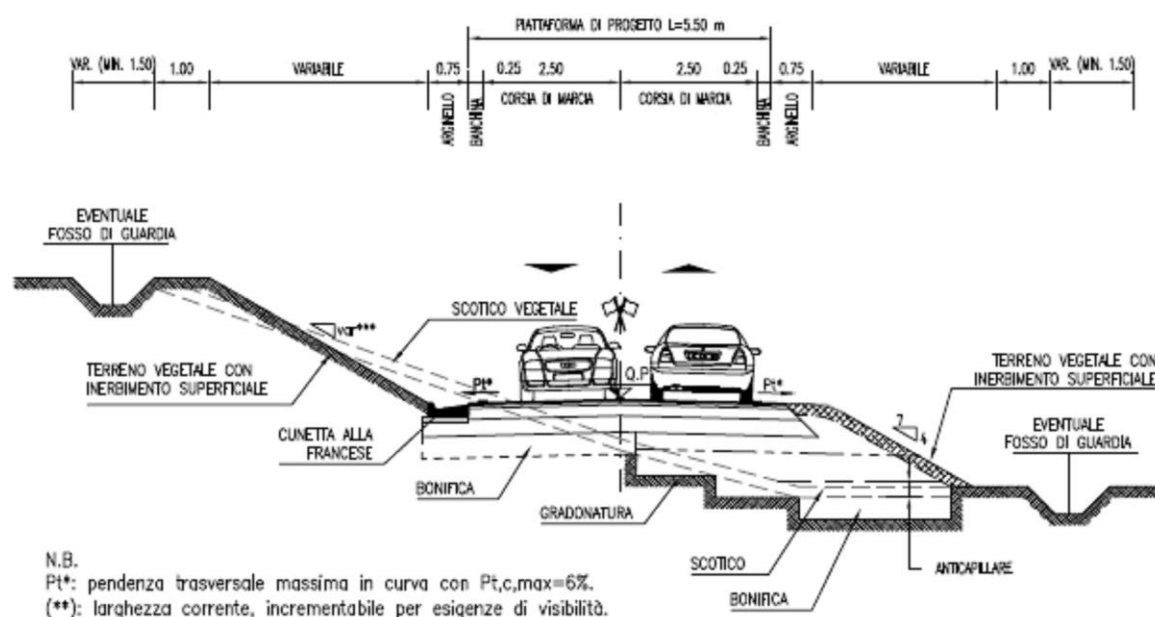 PIATTAFORMA DI PROGETTO L=5.50 m
VAR. (MIN. 1.50)
1.00
VARIABILE
0.75
0.25
2.50
2.50
0.25
0.75
VARIABILE
1.00
VAR. (MIN. 1.50)
ARGINELLO
BANCHINA
CORSIA DI MARCIA
CORSIA DI MARCIA
BANCHINA
ARGINELLO
EVENTUALE
FOSSO DI GUARDIA
SCOTICO VEGETALE
var***
TERRENO VEGETALE CON
INERBIMENTO SUPERFICIALE
Pt*
Q.P
Pt*
TERRENO VEGETALE CON
INERBIMENTO SUPERFICIALE
CUNETTA ALLA
FRANCESE
7
4
EVENTUALE
FOSSO DI GUARDIA
BONIFICA
GRADONATURA
SCOTICO
ANTICAPILLARE
BONIFICA
N.B.
Pt*: pendenza trasversale massima in curva con Pt,c,max=6%.
(**): larghezza corrente, incrementabile per esigenze di visibilità.